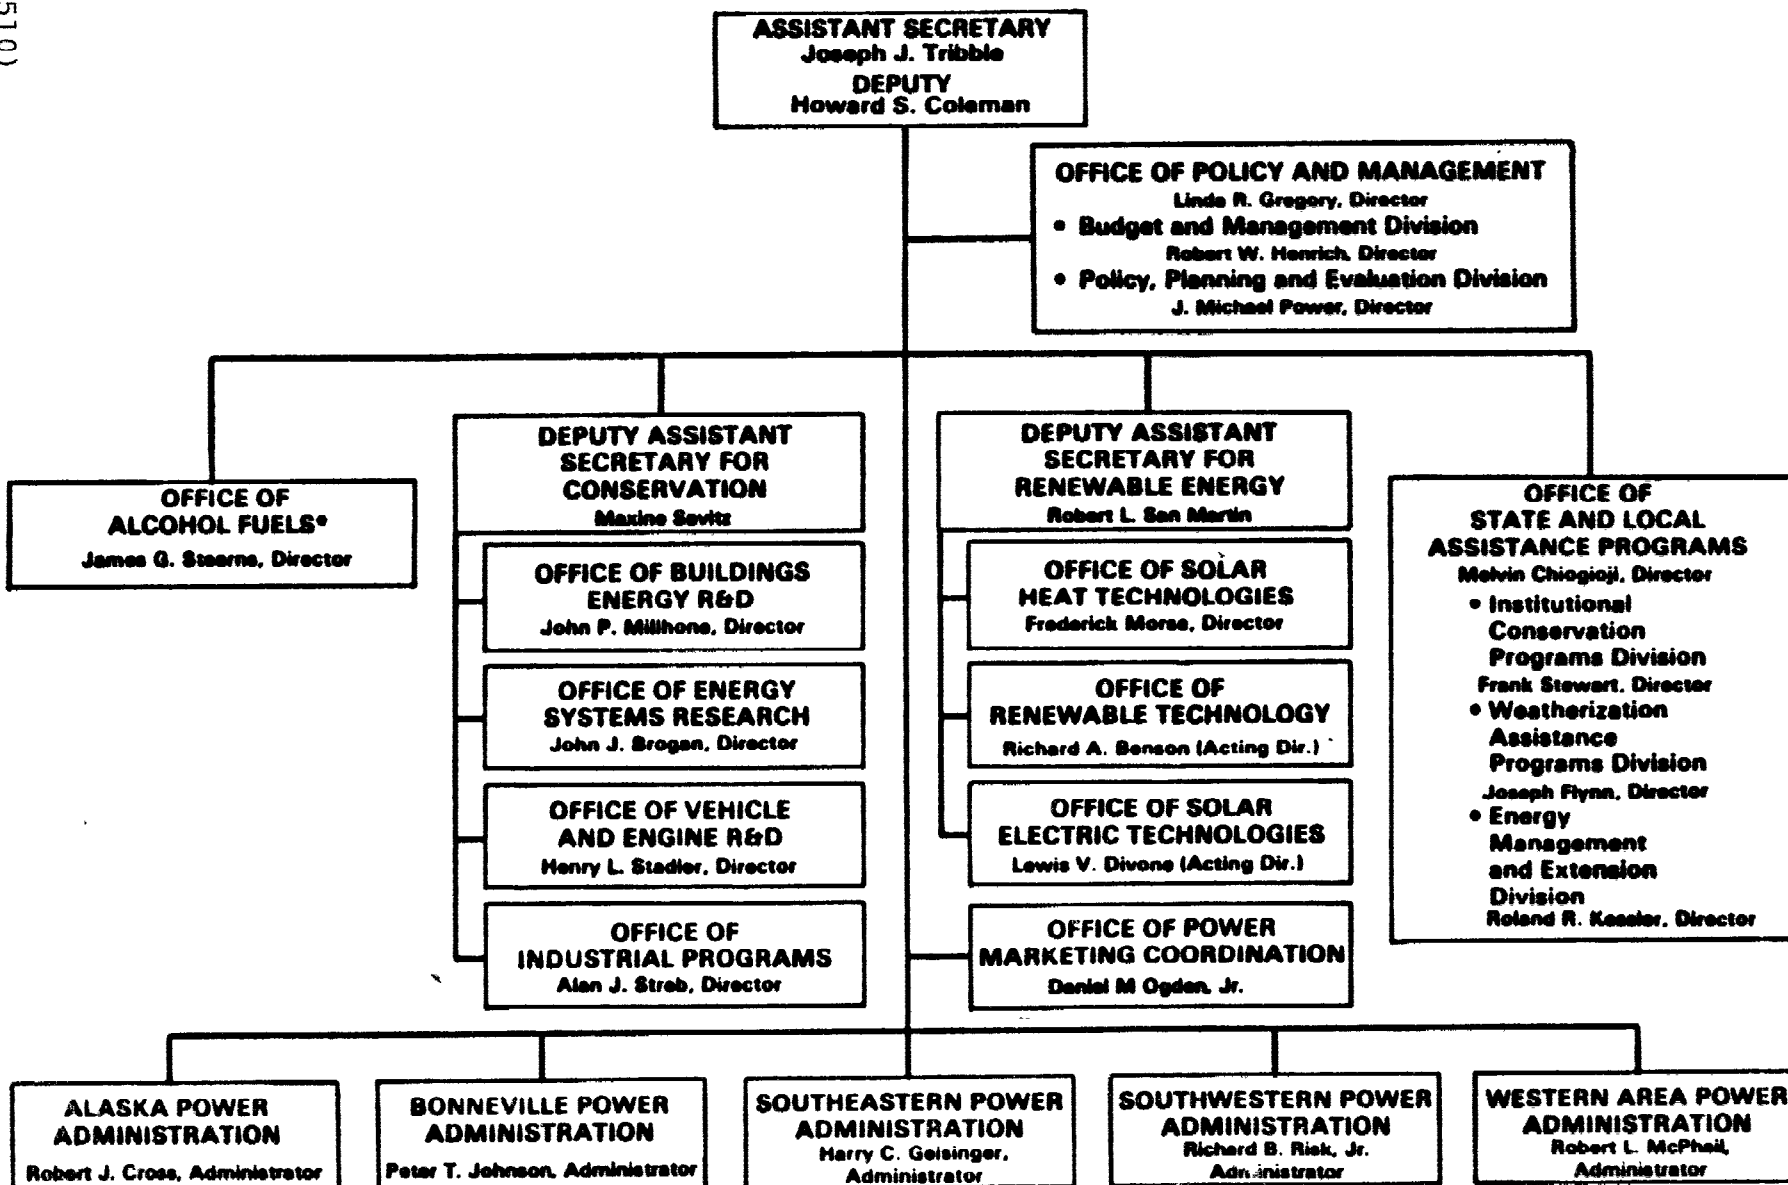 510)
ASSISTANT SECRETARY
Joseph J. Tribble
DEPUTY
Howard S. Coleman
OFFICE OF POLICY AND MANAGEMENT
Linda R. Gregory, Director
• Budget and Management Division
Robert W. Henrich, Director
• Policy, Planning and Evaluation Division
J. Michael Power, Director
OFFICE OF
ALCOHOL FUELS*
James G. Stearns, Director
DEPUTY ASSISTANT
SECRETARY FOR
CONSERVATION
Maxine Savitz
OFFICE OF BUILDINGS
ENERGY R&D
John P. Millhone, Director
OFFICE OF ENERGY
SYSTEMS RESEARCH
John J. Brogan, Director
OFFICE OF VEHICLE
AND ENGINE R&D
Henry L. Stadler, Director
OFFICE OF
INDUSTRIAL PROGRAMS
Alan J. Streb, Director
DEPUTY ASSISTANT
SECRETARY FOR
RENEWABLE ENERGY
Robert L. San Martin
OFFICE OF SOLAR
HEAT TECHNOLOGIES
Frederick Morse, Director
OFFICE OF
RENEWABLE TECHNOLOGY
Richard A. Benson (Acting Dir.)
OFFICE OF SOLAR
ELECTRIC TECHNOLOGIES
Lewis V. Divone (Acting Dir.)
OFFICE OF POWER
MARKETING COORDINATION
Daniel M Ogden, Jr.
OFFICE OF
STATE AND LOCAL
ASSISTANCE PROGRAMS
Melvin Chiogioji, Director
• Institutional
Conservation
Programs Division
Frank Stewart, Director
• Weatherization
Assistance
Programs Division
Joseph Flynn, Director
• Energy
Management
and Extension
Division
Roland R. Kessler, Director
ALASKA POWER
ADMINISTRATION
Robert J. Cross, Administrator
BONNEVILLE POWER
ADMINISTRATION
Peter T. Johnson, Administrator
SOUTHEASTERN POWER
ADMINISTRATION
Harry C. Geisinger,
Administrator
SOUTHWESTERN POWER
ADMINISTRATION
Richard B. Risk, Jr.
Administrator
WESTERN AREA POWER
ADMINISTRATION
Robert L. McPhail,
Administrator